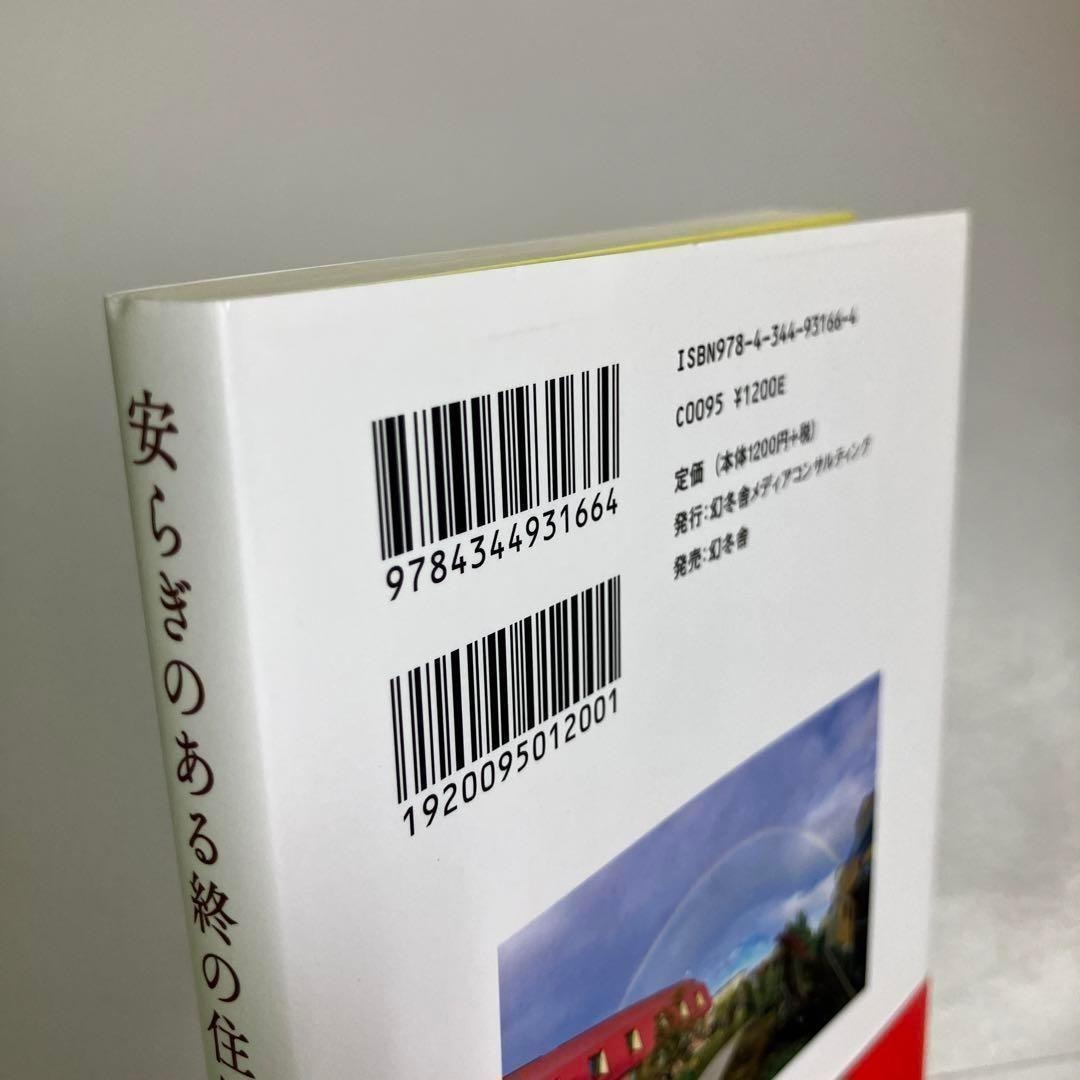 安らぎのある終の住
9784344931664
1920095012001
ISBN978-4-344-93166-4
C0095 ¥1200E
定価 (本体1200円+税)
発行:幻冬舎メディアコンサルティング
発売:幻冬舎